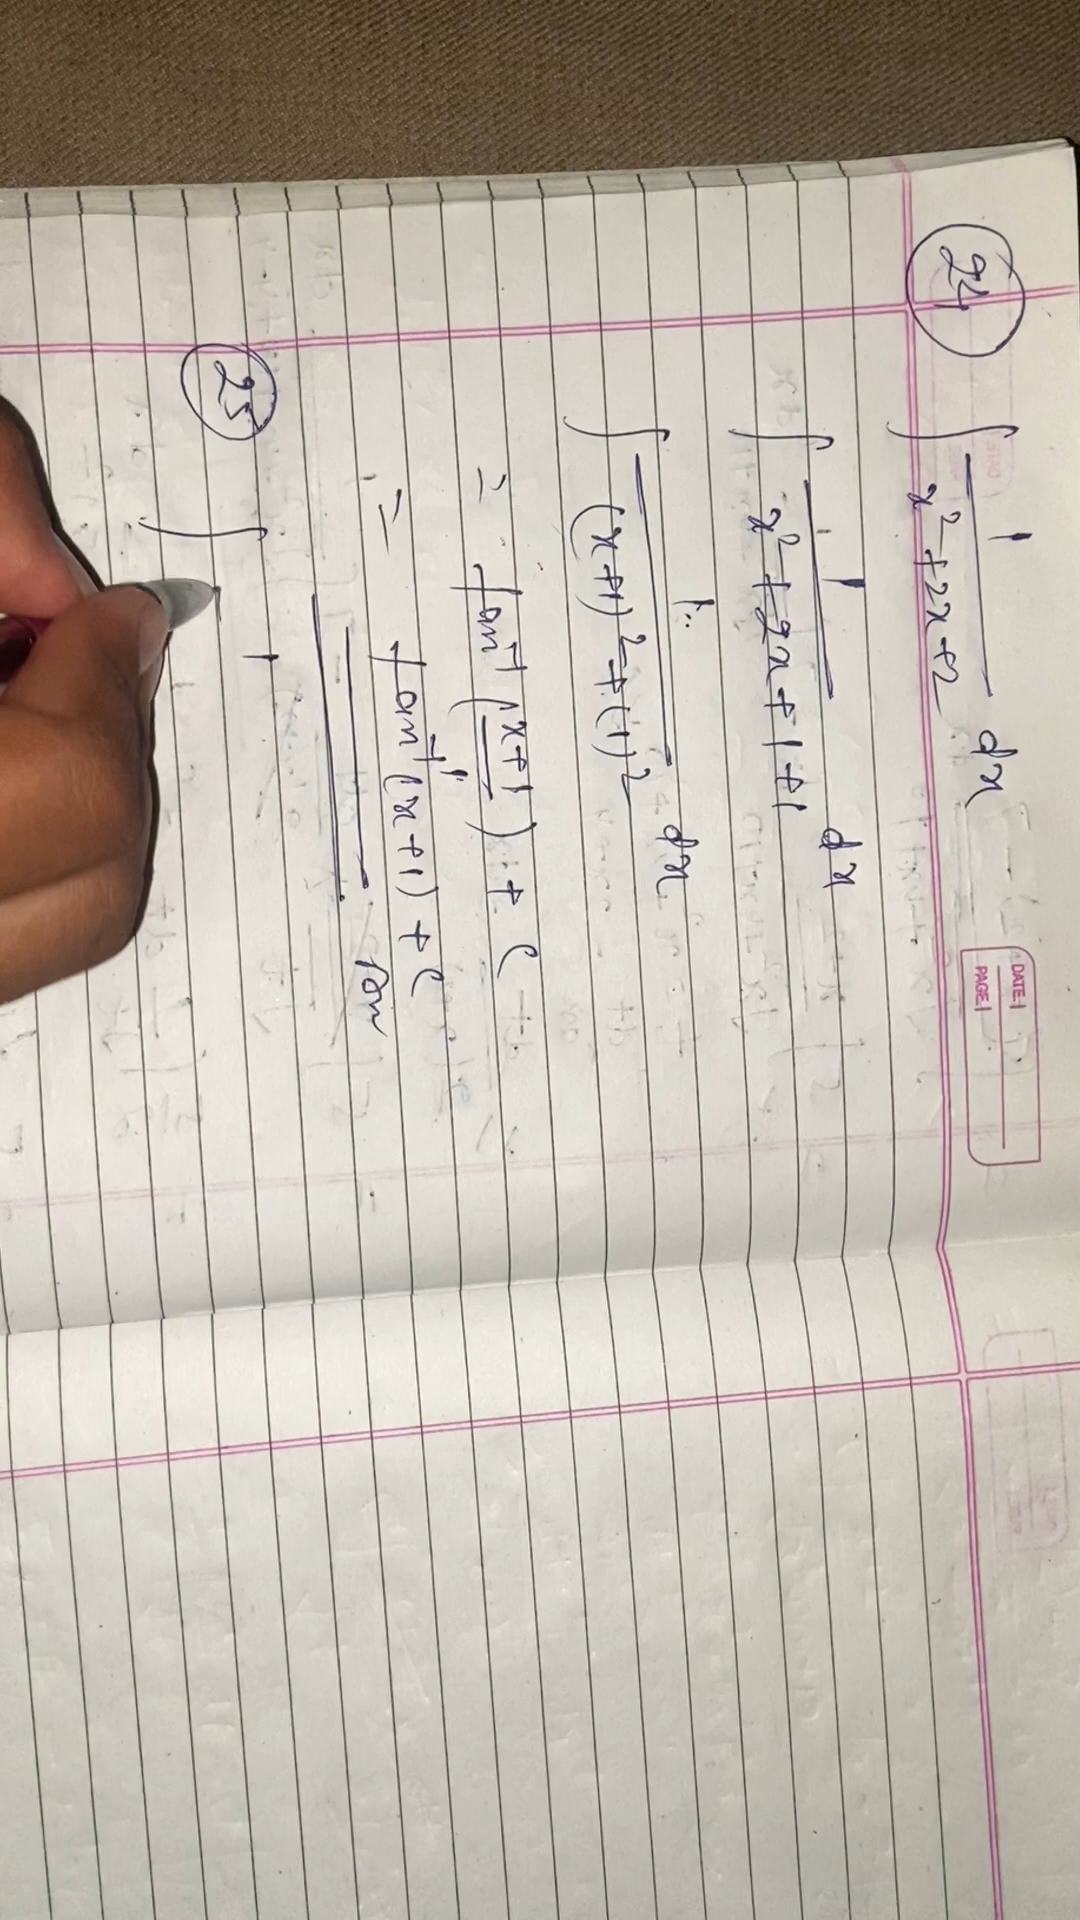 DATE:
PAGE:
24 ∫ 1/(x² + 2x + 2) dx
∫ 1/(x² + 2x + 1 + 1) dx
∫ 1/((x+1)² + (1)²) dx
= tan⁻¹ ((x+1)/1) + C
= tan⁻¹ (x+1) + C
25 ∫ 1